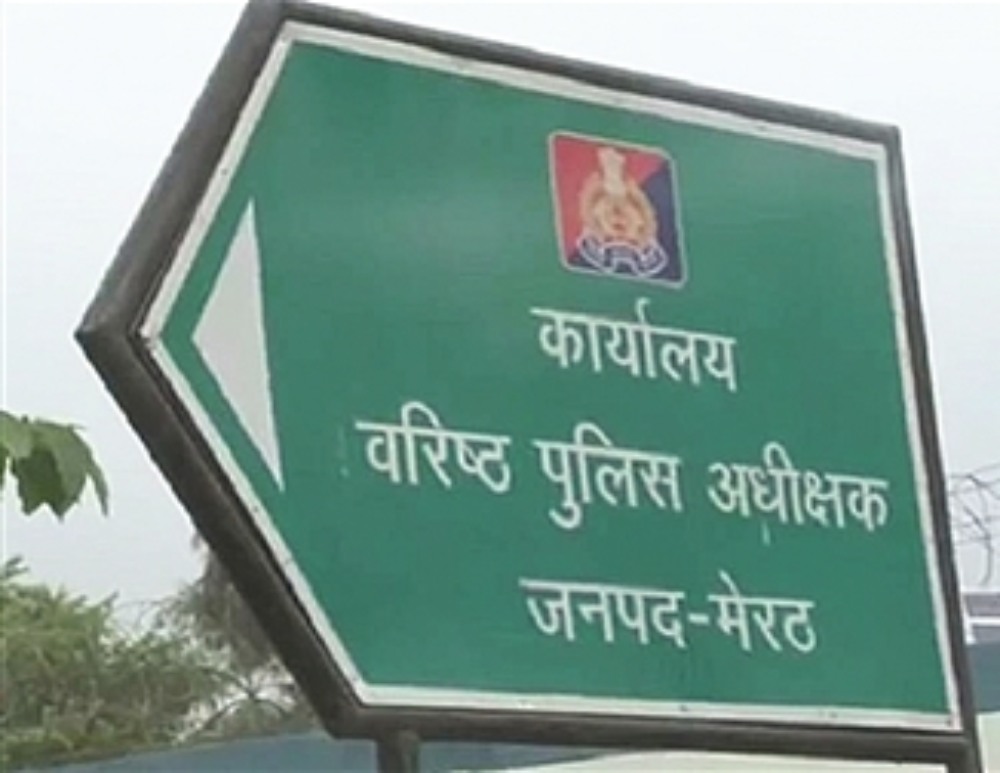 कार्यालय
वरिष्ठ पुलिस अधीक्षक
जनपद-मेरठ